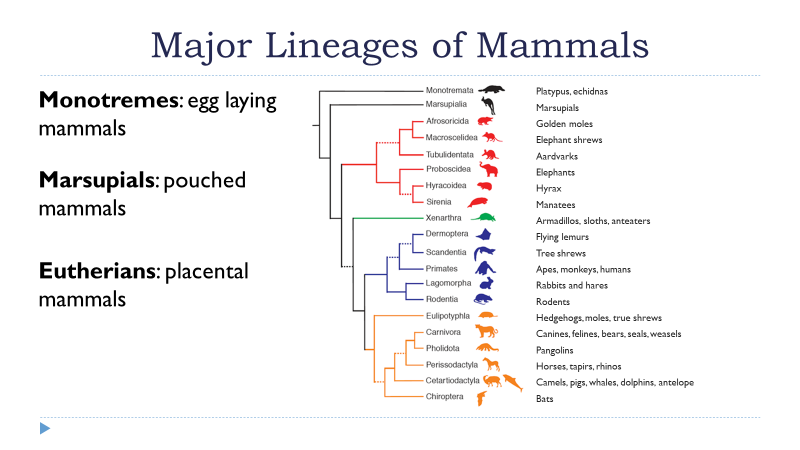 Major Lineages of Mammals
Monotremes: egg laying
mammals
Marsupials: pouched
mammals
Eutherians: placental
mammals
Monotremata Platypus, echidnas
Marsupialia Marsupials
Afrosoricida Golden moles
Macroscelidea Elephant shrews
Tubulidentata Aardvarks
Proboscidea Elephants
Hyracoidea Hyrax
Sirenia Manatees
Xenarthra Armadillos, sloths, anteaters
Dermoptera Flying lemurs
Scandentia Tree shrews
Primates Apes, monkeys, humans
Lagomorpha Rabbits and hares
Rodentia Rodents
Eulipotyphla Hedgehogs, moles, true shrews
Carnivora Canines, felines, bears, seals, weasels
Pholidota Pangolins
Perissodactyla Horses, tapirs, rhinos
Cetartiodactyla Camels, pigs, whales, dolphins, antelope
Chiroptera Bats